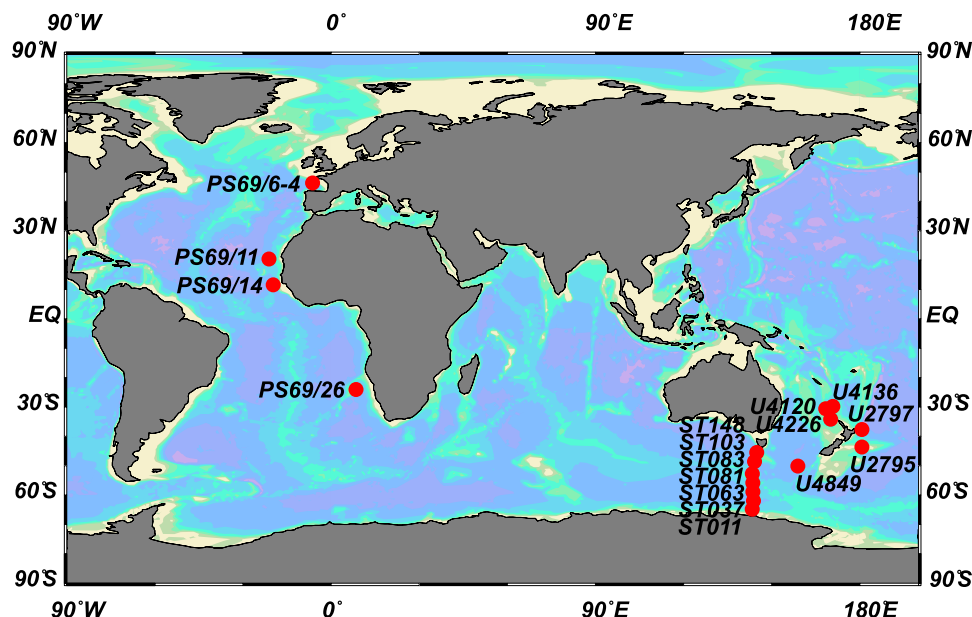 90°W 0° 90°E 180°E
90°N 90°N
60°N 60°N
PS69/6-4
30°N 30°N
PS69/11
PS69/14
EQ EQ
PS69/26 U4136
30°S U4120 U2797 30°S
ST148 U4226
ST103
ST083 U2795
ST081 U4849
60°S ST063 60°S
ST037
ST011
90°S 90°S
90°W 0° 90°E 180°E